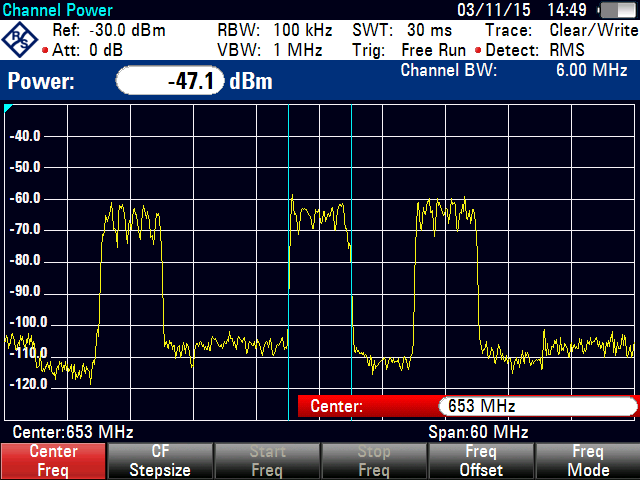 Channel Power 03/11/15 14:49
R&S
Ref: -30.0 dBm RBW: 100 kHz SWT: 30 ms Trace: Clear/Write
Att: 0 dB VBW: 1 MHz Trig: Free Run Detect: RMS
Power: -47.1 dBm Channel BW: 6.00 MHz
-40.0
-50.0
-60.0
-70.0
-80.0
-90.0
-100.0
-110.0
-120.0
Center: 653 MHz
Center:653 MHz Span:60 MHz
Center Freq
CF Stepsize
Start Freq
Stop Freq
Freq Offset
Freq Mode